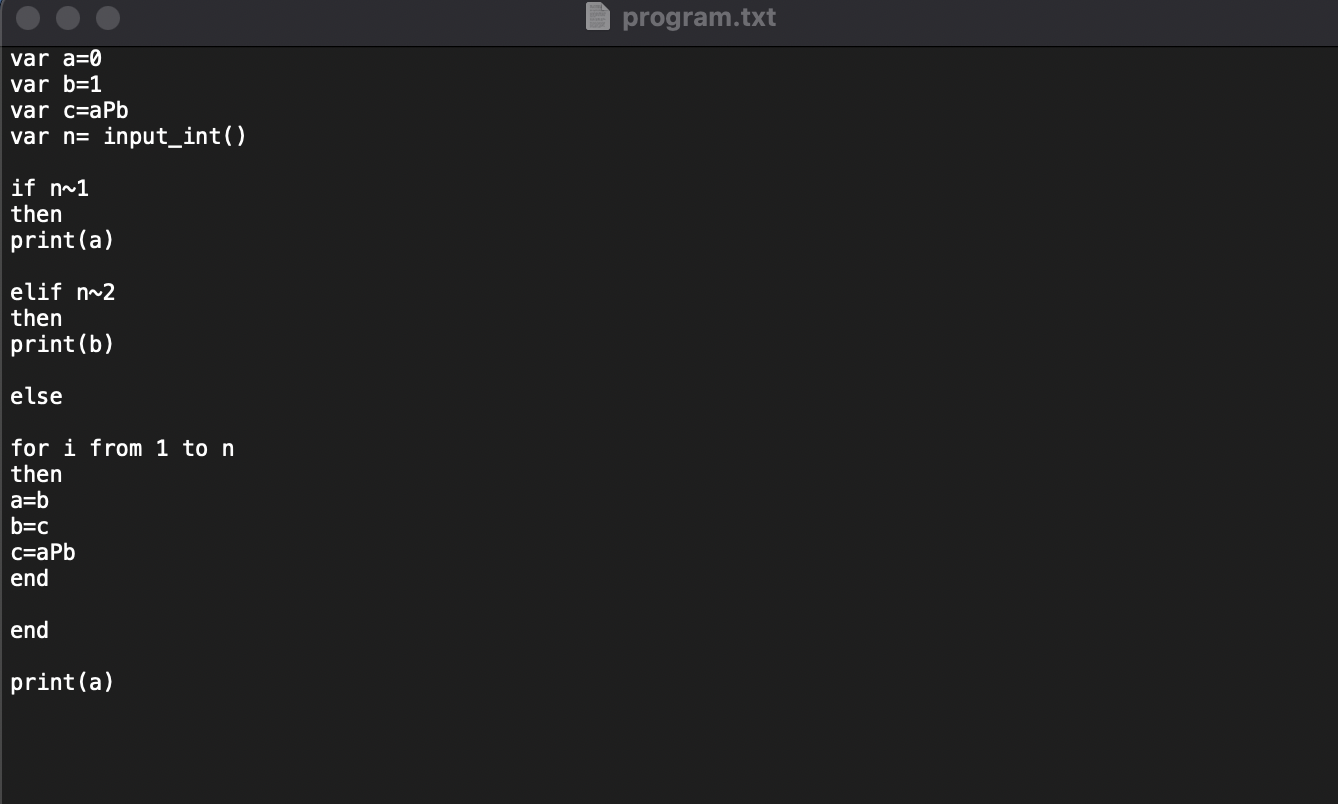 program.txt
var a=0
var b=1
var c=aPb
var n= input_int()
if n~1
then
print(a)
elif n~2
then
print(b)
else
for i from 1 to n
then
a=b
b=c
c=aPb
end
end
print(a)